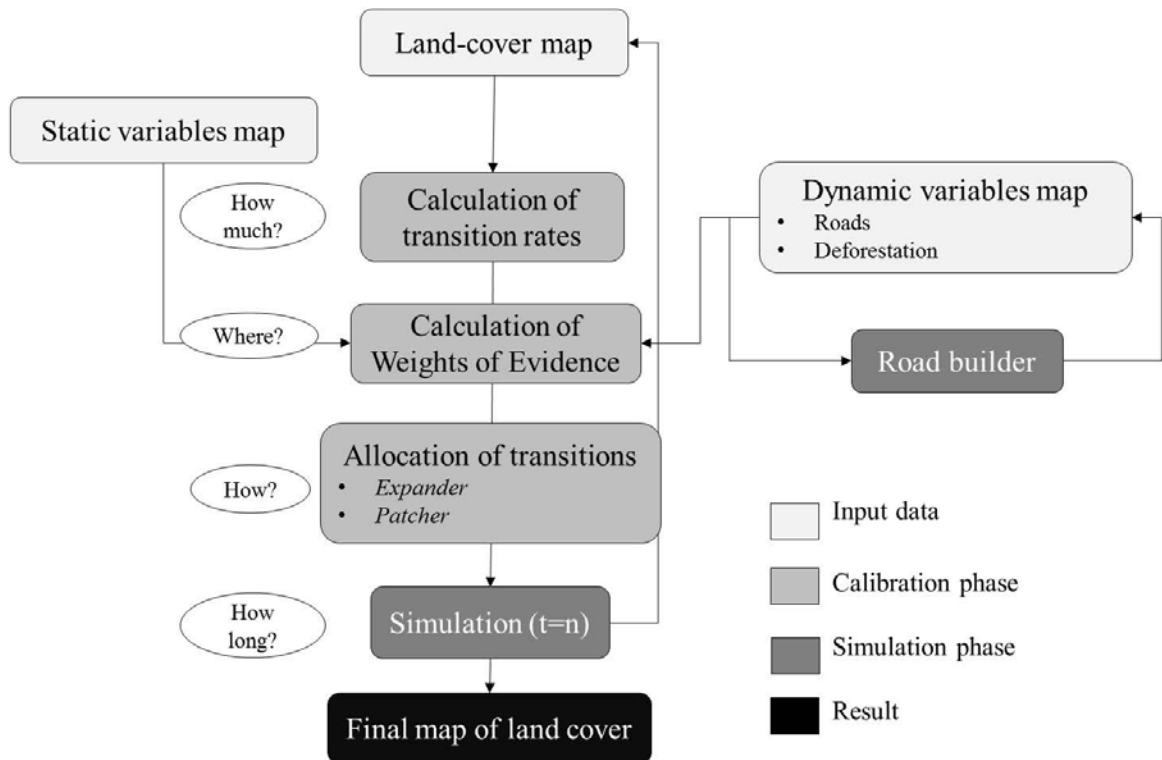 Land-cover map
Static variables map
How
much?
Calculation of
transition rates
Dynamic variables map
• Roads
• Deforestation
Where?
Calculation of
Weights of Evidence
Road builder
Allocation of transitions
• Expander
• Patcher
How?
How
long?
Simulation (t=n)
Final map of land cover
Input data
Calibration phase
Simulation phase
Result